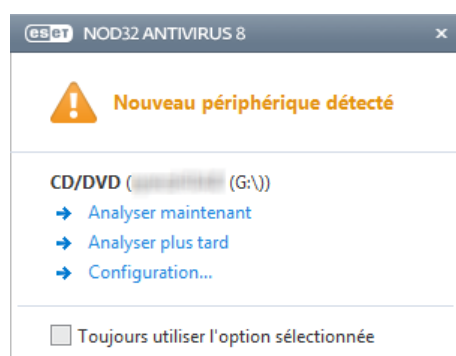 eseT NOD32 ANTIVIRUS 8
Nouveau périphérique détecté
CD/DVD ( (G:\))
Analyser maintenant
Analyser plus tard
Configuration...
Toujours utiliser l'option sélectionnée